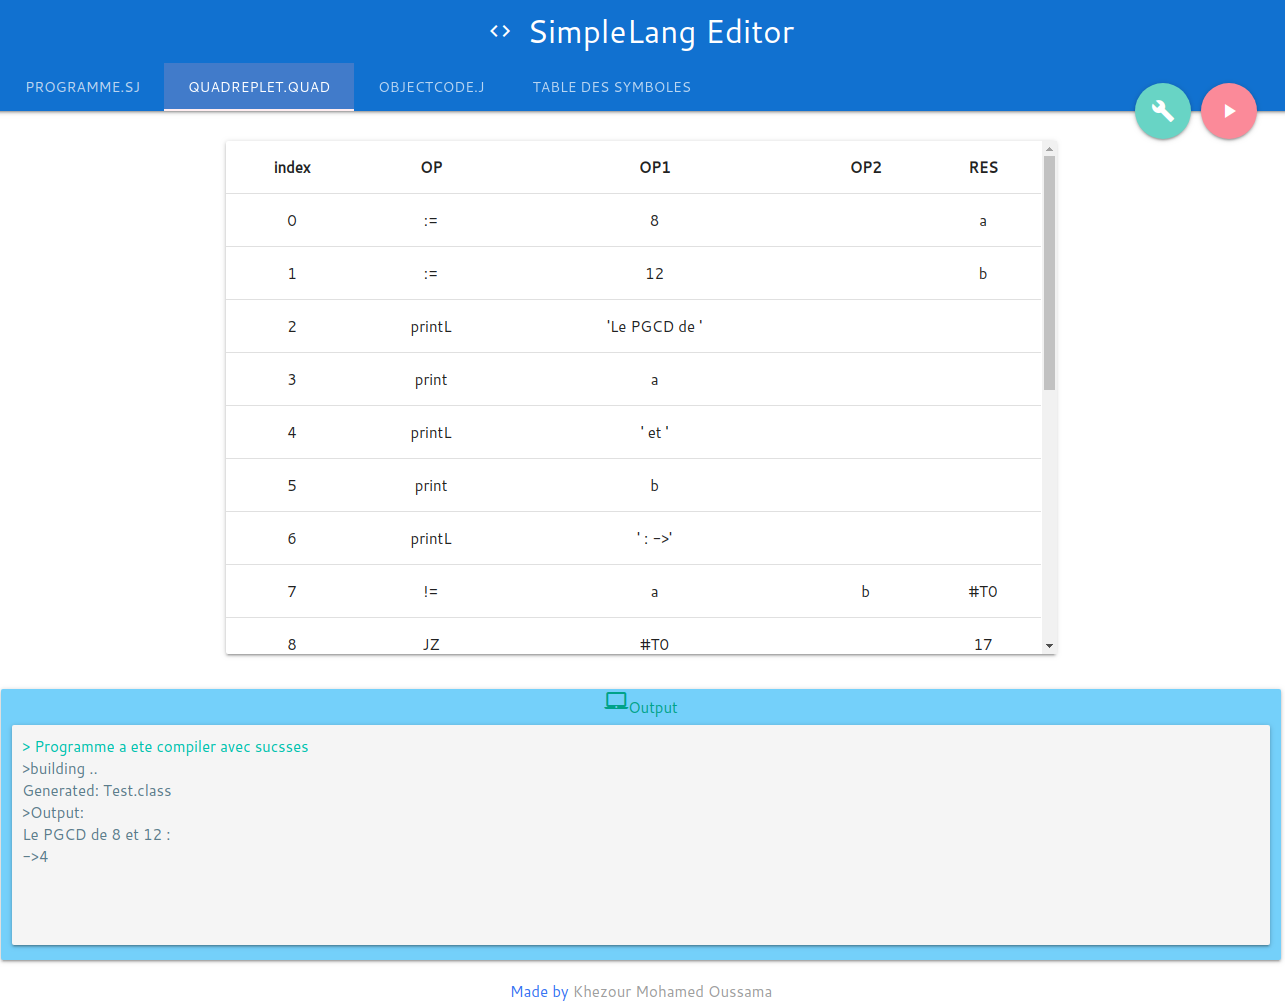 <> SimpleLang Editor
PROGRAMME.SJ QUADREPLET.QUAD OBJECTCODE.J TABLE DES SYMBOLES
index OP OP1 OP2 RES
0 := 8 a
1 := 12 b
2 printL 'Le PGCD de '
3 print a
4 printL ' et '
5 print b
6 printL ' : ->'
7 != a b #T0
8 JZ #T0 17
Output
> Programme a ete compiler avec sucsses
>building ..
Generated: Test.class
>Output:
Le PGCD de 8 et 12 :
->4
Made by Khezour Mohamed Oussama